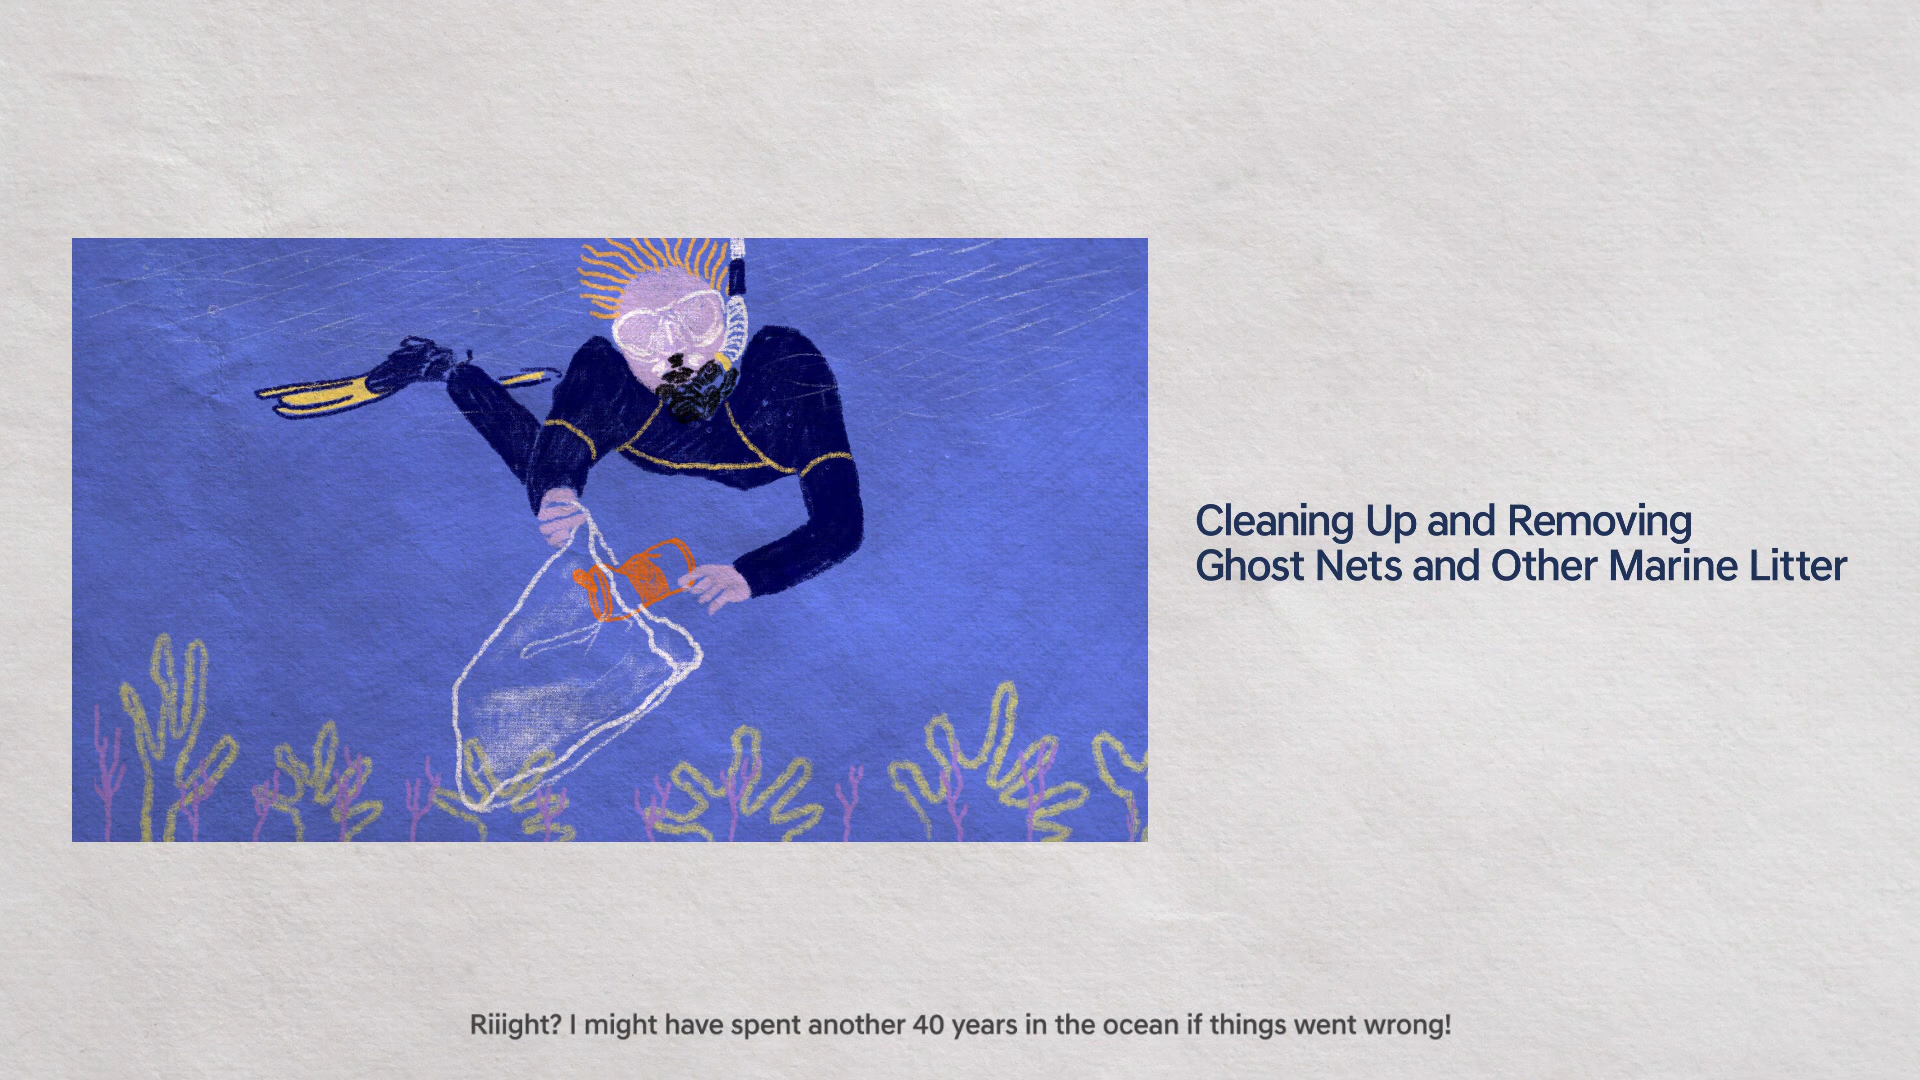 Cleaning Up and Removing
Ghost Nets and Other Marine Litter
Riiight? I might have spent another 40 years in the ocean if things went wrong!